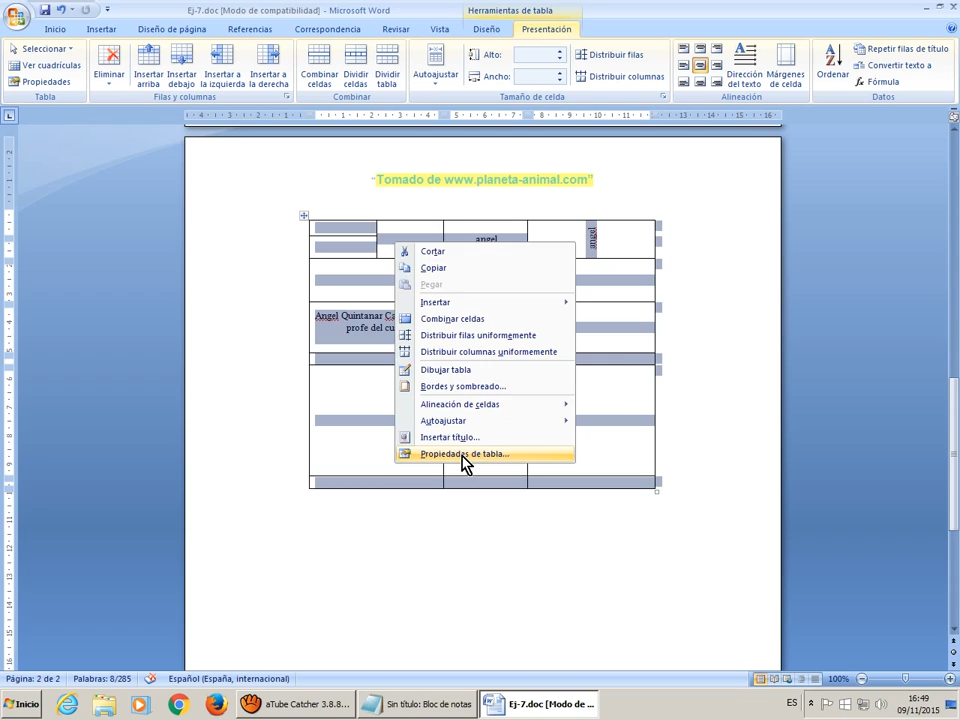 Ej-7.doc [Modo de compatibilidad] - Microsoft Word
Herramientas de tabla
Inicio
Insertar
Diseño de página
Referencias
Correspondencia
Revisar
Vista
Diseño
Presentación
Seleccionar
Ver cuadrículas
Propiedades
Tabla
Eliminar
Insertar arriba
Insertar debajo
Insertar a la izquierda
Insertar a la derecha
Filas y columnas
Combinar celdas
Dividir celdas
Dividir tabla
Combinar
Autoajustar
Alto:
Ancho:
Distribuir filas
Distribuir columnas
Tamaño de celda
Dirección del texto
Márgenes de celda
Alineación
Ordenar
Repetir filas de título
Convertir texto a
Fórmula
Datos
"Tomado de www.planeta-animal.com"
angel
angel
Angel Quintanar Ca
profe del cu
Cortar
Copiar
Pegar
Insertar
Combinar celdas
Distribuir filas uniformemente
Distribuir columnas uniformemente
Dibujar tabla
Bordes y sombreado...
Alineación de celdas
Autoajustar
Insertar título...
Propiedades de tabla...
Página: 2 de 2
Palabras: 8/285
Español (España, internacional)
100%
Inicio
aTube Catcher 3.8.8...
Sin título: Bloc de notas
Ej-7.doc [Modo de ...
ES
16:49
09/11/2015